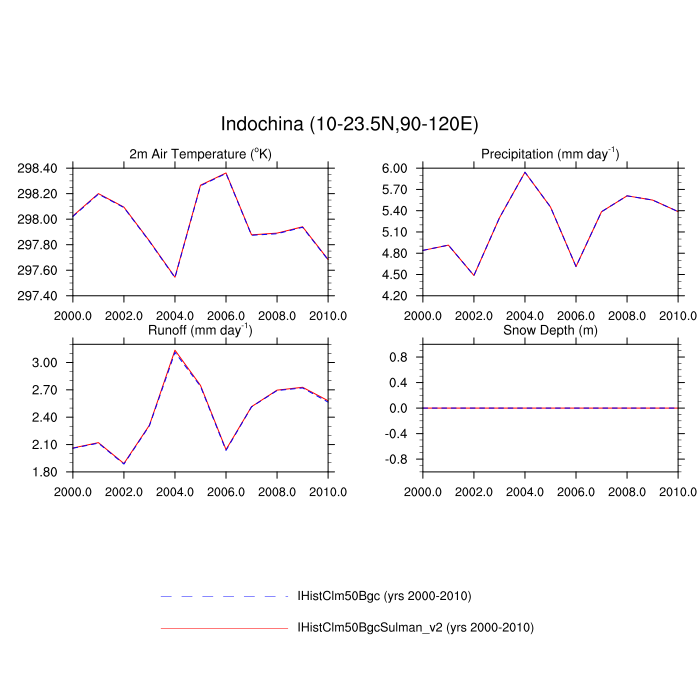 Indochina (10-23.5N,90-120E)
2m Air Temperature (°K)
298.40
298.20
298.00
297.80
297.60
297.40
2000.0 2002.0 2004.0 2006.0 2008.0 2010.0
Precipitation (mm day⁻¹)
6.00
5.70
5.40
5.10
4.80
4.50
4.20
2000.0 2002.0 2004.0 2006.0 2008.0 2010.0
Runoff (mm day⁻¹)
3.00
2.70
2.40
2.10
1.80
2000.0 2002.0 2004.0 2006.0 2008.0 2010.0
Snow Depth (m)
0.8
0.4
0.0
-0.4
-0.8
2000.0 2002.0 2004.0 2006.0 2008.0 2010.0
IHistClm50Bgc (yrs 2000-2010)
IHistClm50BgcSulman_v2 (yrs 2000-2010)